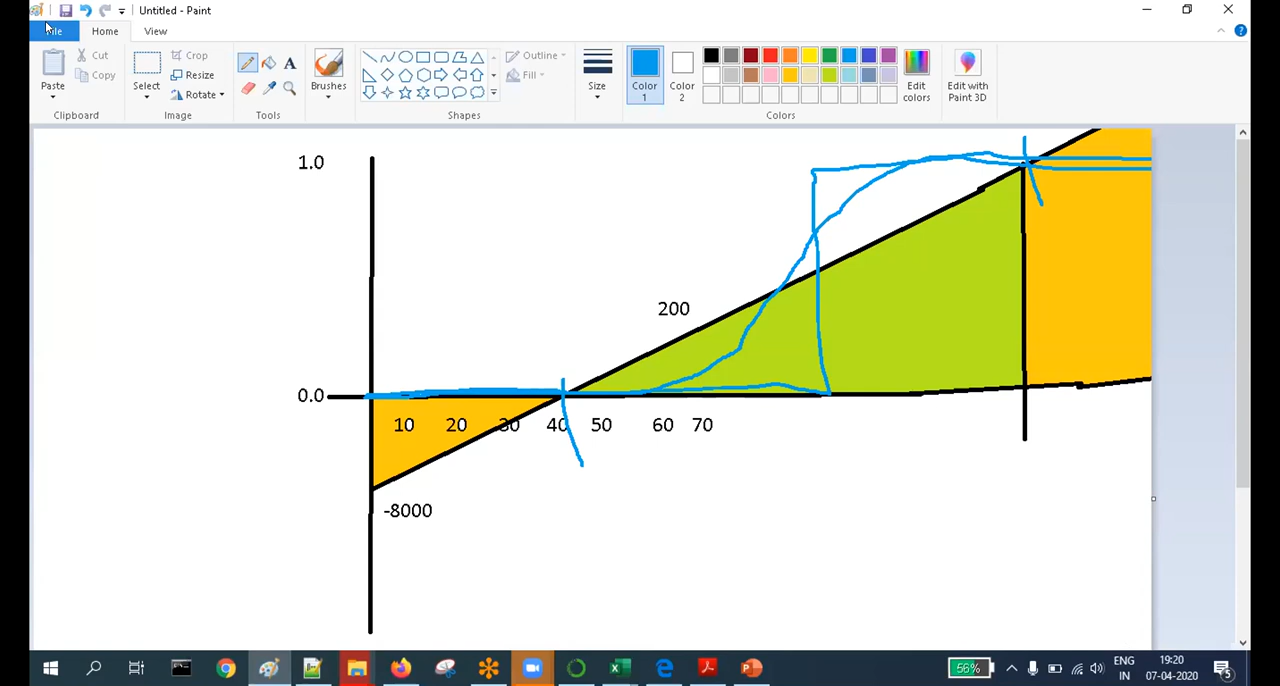 Untitled - Paint
File Home View
Paste
Cut
Copy
Clipboard
Select
Crop
Resize
Rotate
Image
Tools
Brushes
Shapes
Outline
Fill
Size
Color 1
Color 2
Edit colors
Colors
Edit with Paint 3D
1.0
200
0.0
10 20 30 40 50 60 70
-8000
56%
ENG
IN
19:20
07-04-2020
5